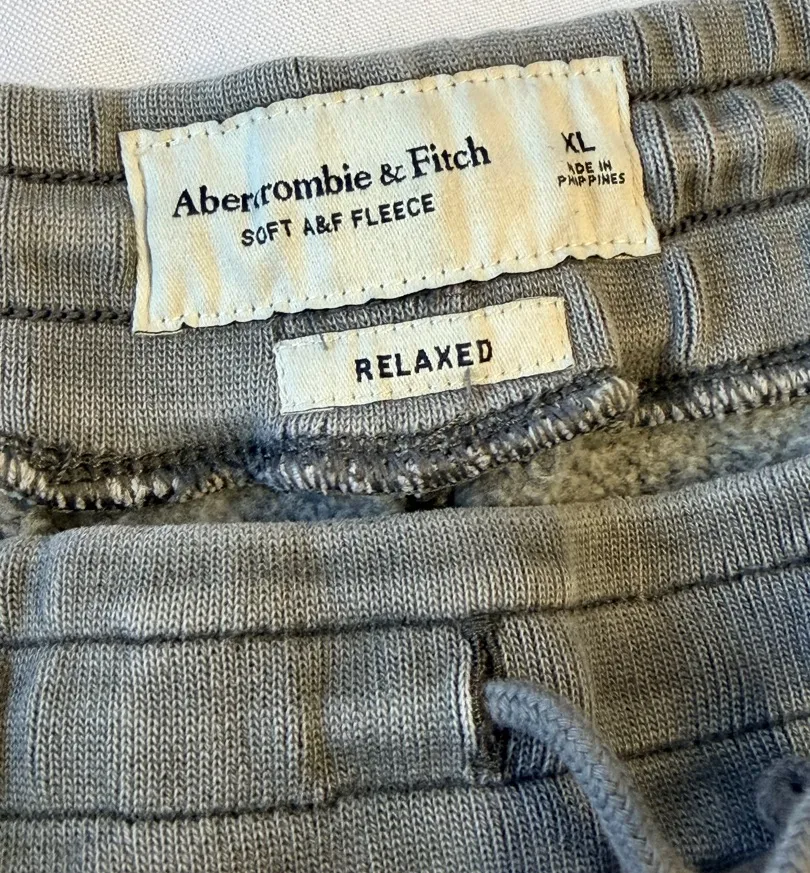 Abercrombie & Fitch
SOFT A&F FLEECE
XL
MADE IN
PHILIPPINES
RELAXED